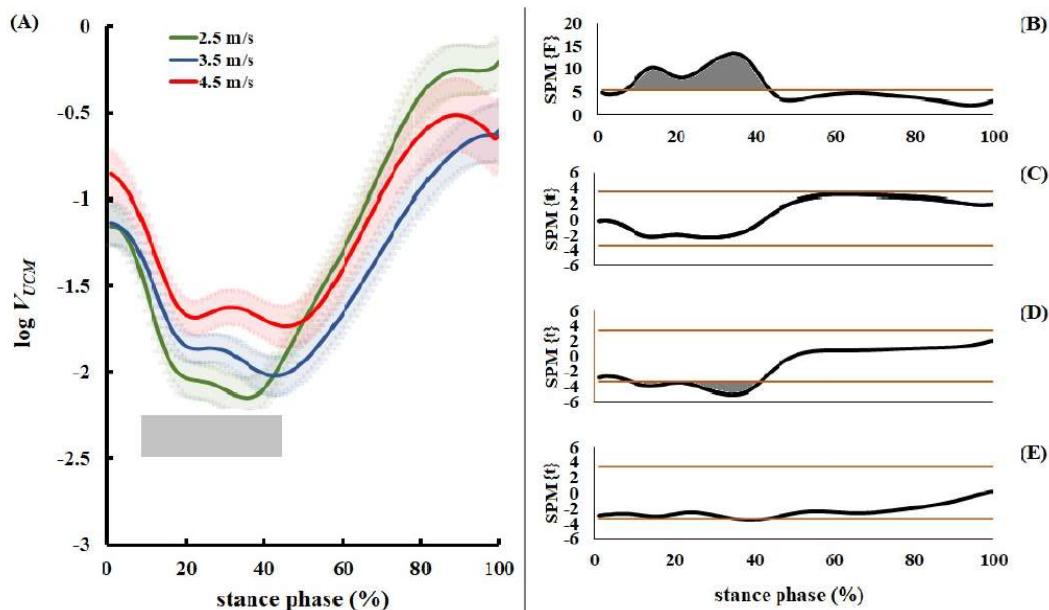 (A)
0
-0.5
-1
-1.5
-2
-2.5
-3
log V_UCM
2.5 m/s
3.5 m/s
4.5 m/s
0 20 40 60 80 100
stance phase (%)
(B)
SPM {F}
20
15
10
5
0
0 20 40 60 80 100
(C)
SPM {t}
6
4
2
0
-2
-4
-6
(D)
SPM {t}
6
4
2
0
-2
-4
-6
(E)
SPM {t}
6
4
2
0
-2
-4
-6
0 20 40 60 80 100
stance phase (%)